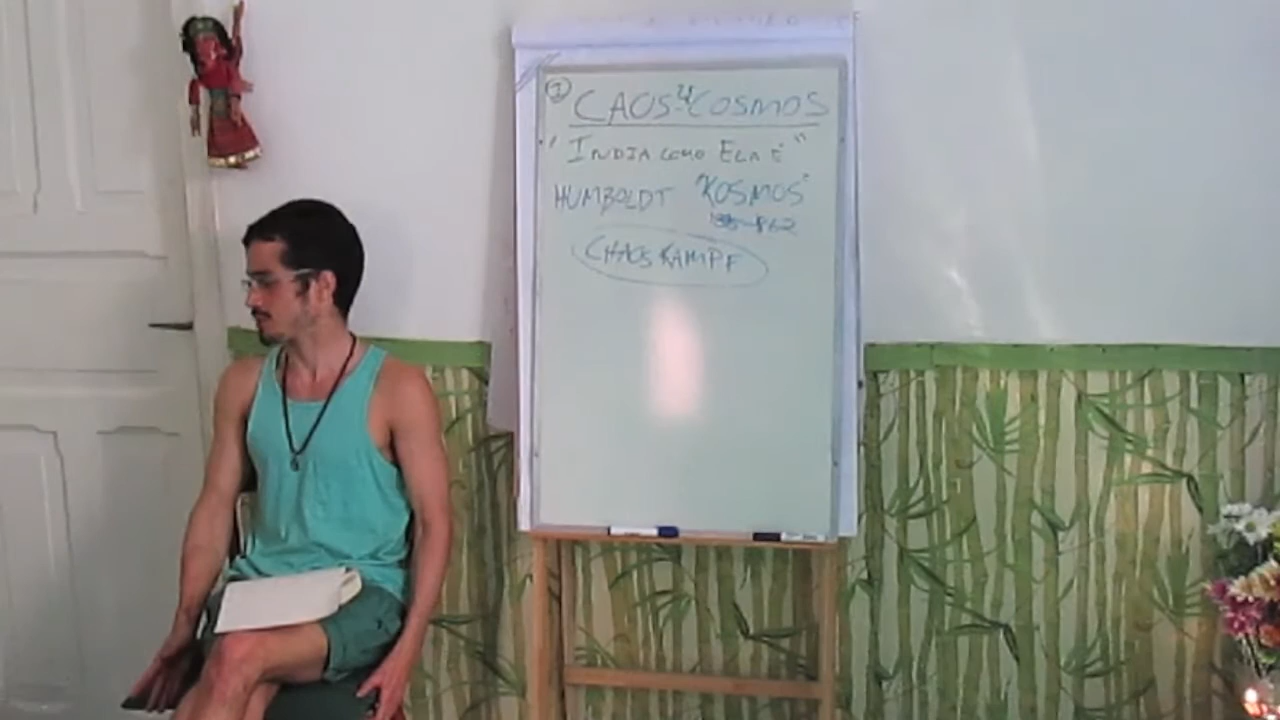 1 CAOS y COSMOS
"INDIA COMO ELA É"
HUMBOLDT "KOSMOS"
CHAOSKAMPF